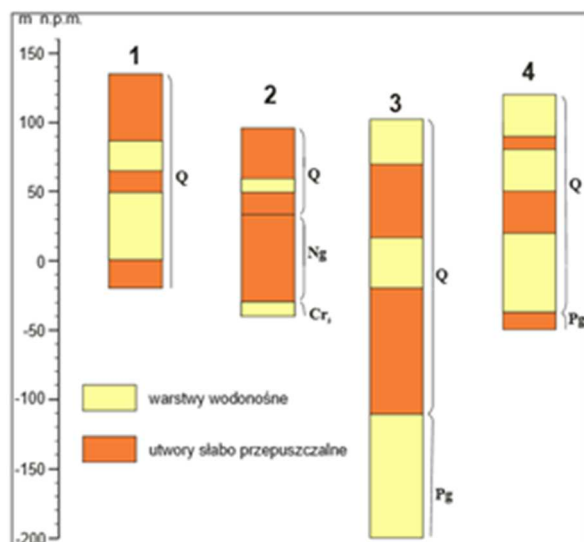 m n.p.m.
150
100
50
0
-50
-100
-150
-200
1
Q
2
Q
Ng
Cr₃
3
Q
Pg
4
Q
Pg
warstwy wodonośne
utwory słabo przepuszczalne